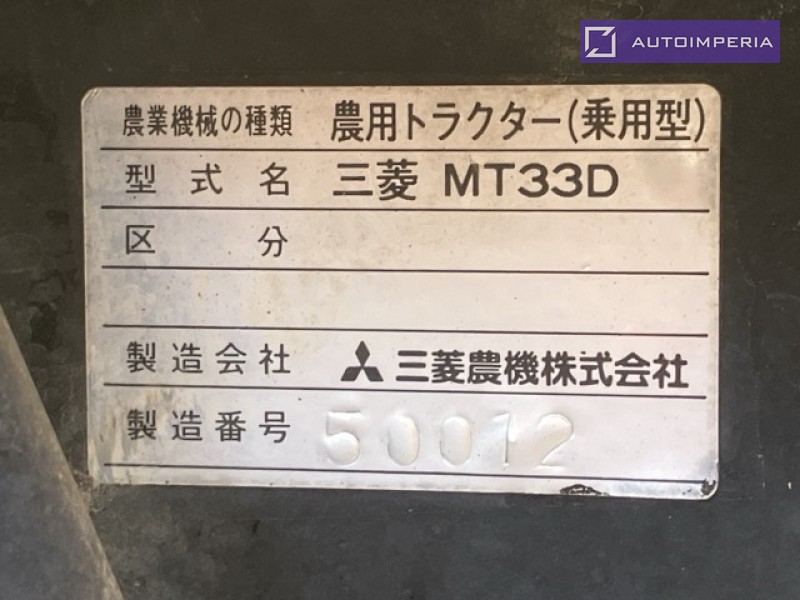 AUTOIMPERIA
農業機械の種類 農用トラクター(乗用型)
型式名 三菱 MT33D
区分
製造会社 三菱農機株式会社
製造番号 50012